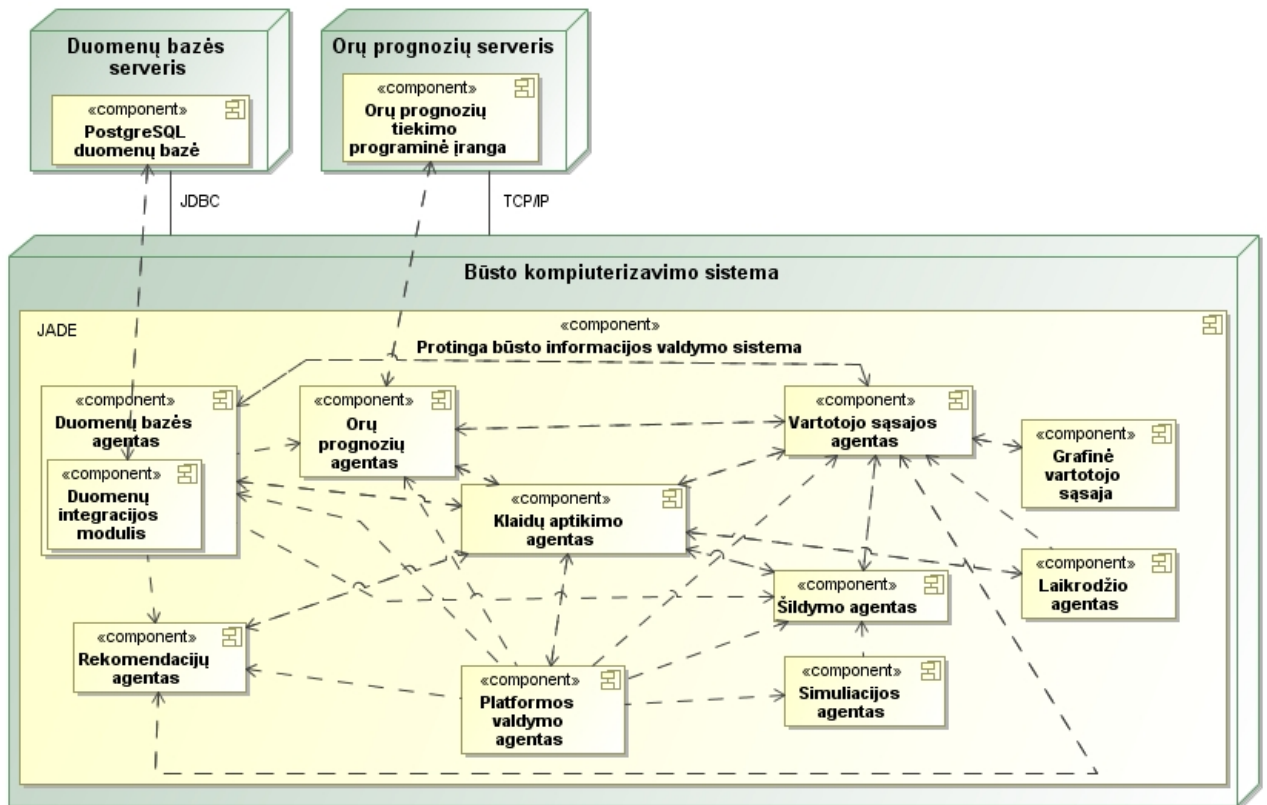 Duomenų bazės
serveris
«component»
PostgreSQL
duomenų bazė
Orų prognozių serveris
«component»
Orų prognozių
tiekimo
programinė įranga
JDBC
TCP/IP
Būsto kompiuterizavimo sistema
JADE
«component»
Protinga būsto informacijos valdymo sistema
«component»
Duomenų bazės
agentas
«component»
Duomenų
integracijos
modulis
«component»
Orų
prognozių
agentas
«component»
Vartotojo sąsajos
agentas
«component»
Grafinė
vartotojo
sąsaja
«component»
Klaidų aptikimo
agentas
«component»
Laikrodžio
agentas
«component»
Šildymo agentas
«component»
Rekomendacijų
agentas
«component»
Platformos
valdymo
agentas
«component»
Simuliacijos
agentas